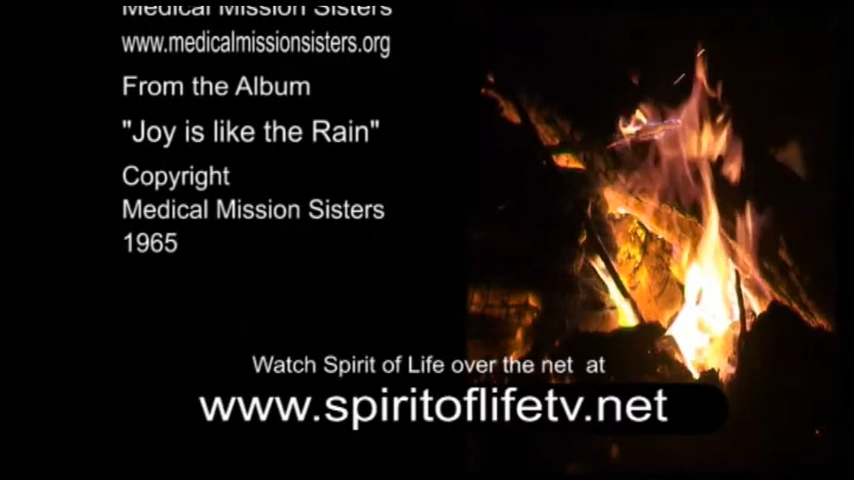 Medical Mission Sisters
www.medicalmissionsisters.org
From the Album
"Joy is like the Rain"
Copyright
Medical Mission Sisters
1965
Watch Spirit of Life over the net at
www.spiritoflifetv.net